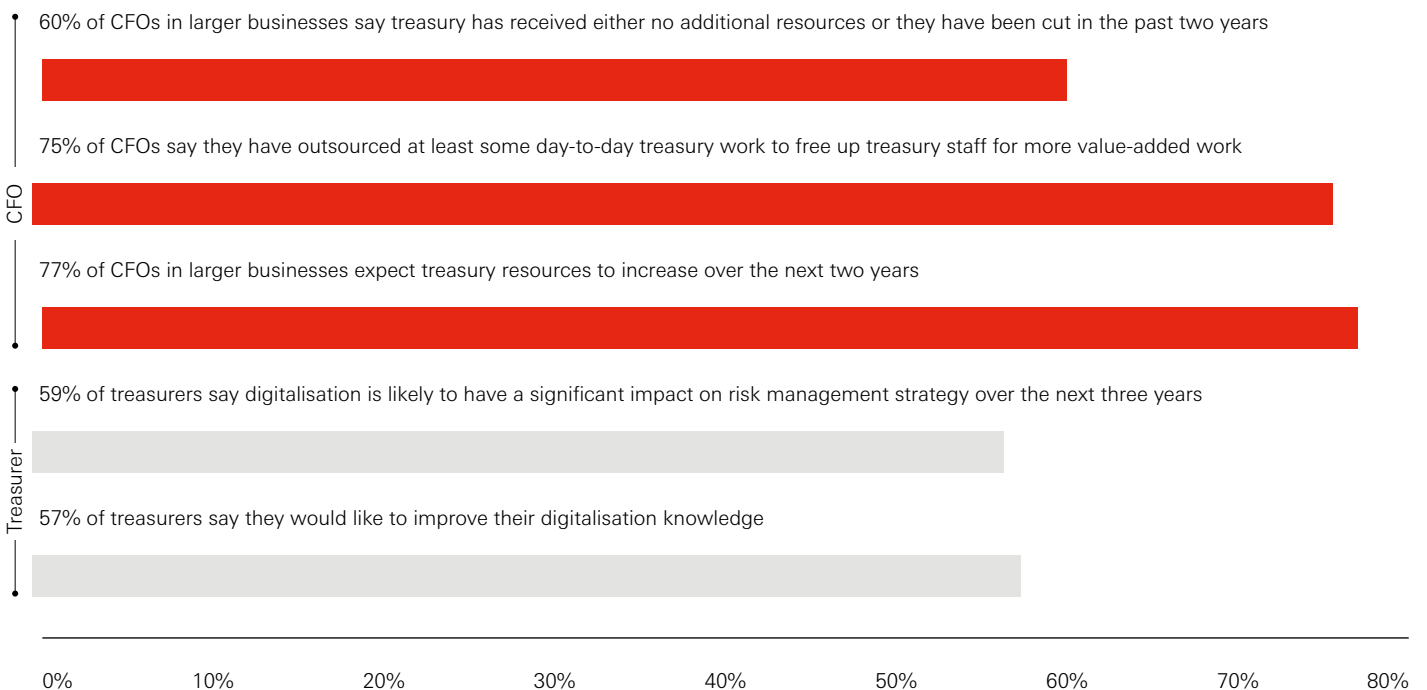 60% of CFOs in larger businesses say treasury has received either no additional resources or they have been cut in the past two years
75% of CFOs say they have outsourced at least some day-to-day treasury work to free up treasury staff for more value-added work
CFO
77% of CFOs in larger businesses expect treasury resources to increase over the next two years
59% of treasurers say digitalisation is likely to have a significant impact on risk management strategy over the next three years
Treasurer
57% of treasurers say they would like to improve their digitalisation knowledge
0% 10% 20% 30% 40% 50% 60% 70% 80%